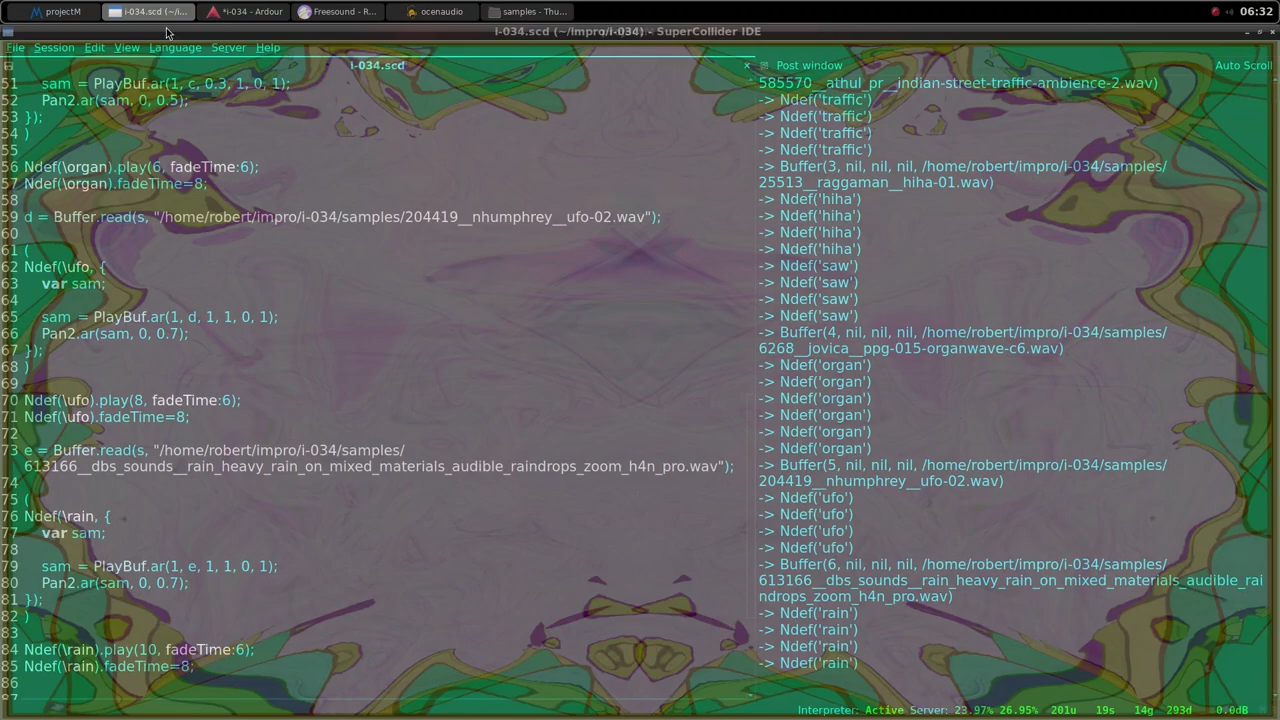 projectM
i-034.scd (~/i...
*i-034 - Ardour
Freesound - R...
ocenaudio
samples - Thu...
06:32
i-034.scd (~/impro/i-034) - SuperCollider IDE
File Session Edit View Language Server Help
i-034.scd
51 sam = PlayBuf.ar(1, c, 0.3, 1, 0, 1);
52 Pan2.ar(sam, 0, 0.5);
53 });
54 )
55
56 Ndef(\organ).play(6, fadeTime:6);
57 Ndef(\organ).fadeTime=8;
58
59 d = Buffer.read(s, "/home/robert/impro/i-034/samples/204419__nhumphrey__ufo-02.wav");
60
61 (
62 Ndef(\ufo, {
63 var sam;
64
65 sam = PlayBuf.ar(1, d, 1, 1, 0, 1);
66 Pan2.ar(sam, 0, 0.7);
67 });
68 )
69
70 Ndef(\ufo).play(8, fadeTime:6);
71 Ndef(\ufo).fadeTime=8;
72
73 e = Buffer.read(s, "/home/robert/impro/i-034/samples/
613166__dbs_sounds__rain_heavy_rain_on_mixed_materials_audible_raindrops_zoom_h4n_pro.wav");
74
75 (
76 Ndef(\rain, {
77 var sam;
78
79 sam = PlayBuf.ar(1, e, 1, 1, 0, 1);
80 Pan2.ar(sam, 0, 0.7);
81 });
82 )
83
84 Ndef(\rain).play(10, fadeTime:6);
85 Ndef(\rain).fadeTime=8;
86
87
Post window
Auto Scroll
585570__athul_pr__indian-street-traffic-ambience-2.wav)
-> Ndef('traffic')
-> Ndef('traffic')
-> Ndef('traffic')
-> Ndef('traffic')
-> Buffer(3, nil, nil, nil, /home/robert/impro/i-034/samples/
25513__raggaman__hiha-01.wav)
-> Ndef('hiha')
-> Ndef('hiha')
-> Ndef('hiha')
-> Ndef('hiha')
-> Ndef('saw')
-> Ndef('saw')
-> Ndef('saw')
-> Ndef('saw')
-> Buffer(4, nil, nil, nil, /home/robert/impro/i-034/samples/
6268__jovica__ppg-015-organwave-c6.wav)
-> Ndef('organ')
-> Ndef('organ')
-> Ndef('organ')
-> Ndef('organ')
-> Ndef('organ')
-> Ndef('organ')
-> Buffer(5, nil, nil, nil, /home/robert/impro/i-034/samples/
204419__nhumphrey__ufo-02.wav)
-> Ndef('ufo')
-> Ndef('ufo')
-> Ndef('ufo')
-> Ndef('ufo')
-> Buffer(6, nil, nil, nil, /home/robert/impro/i-034/samples/
613166__dbs_sounds__rain_heavy_rain_on_mixed_materials_audible_rai
ndrops_zoom_h4n_pro.wav)
-> Ndef('rain')
-> Ndef('rain')
-> Ndef('rain')
-> Ndef('rain')
Interpreter: Active Server: 23.97% 26.95% 201u 19s 14g 293d 0.0dB